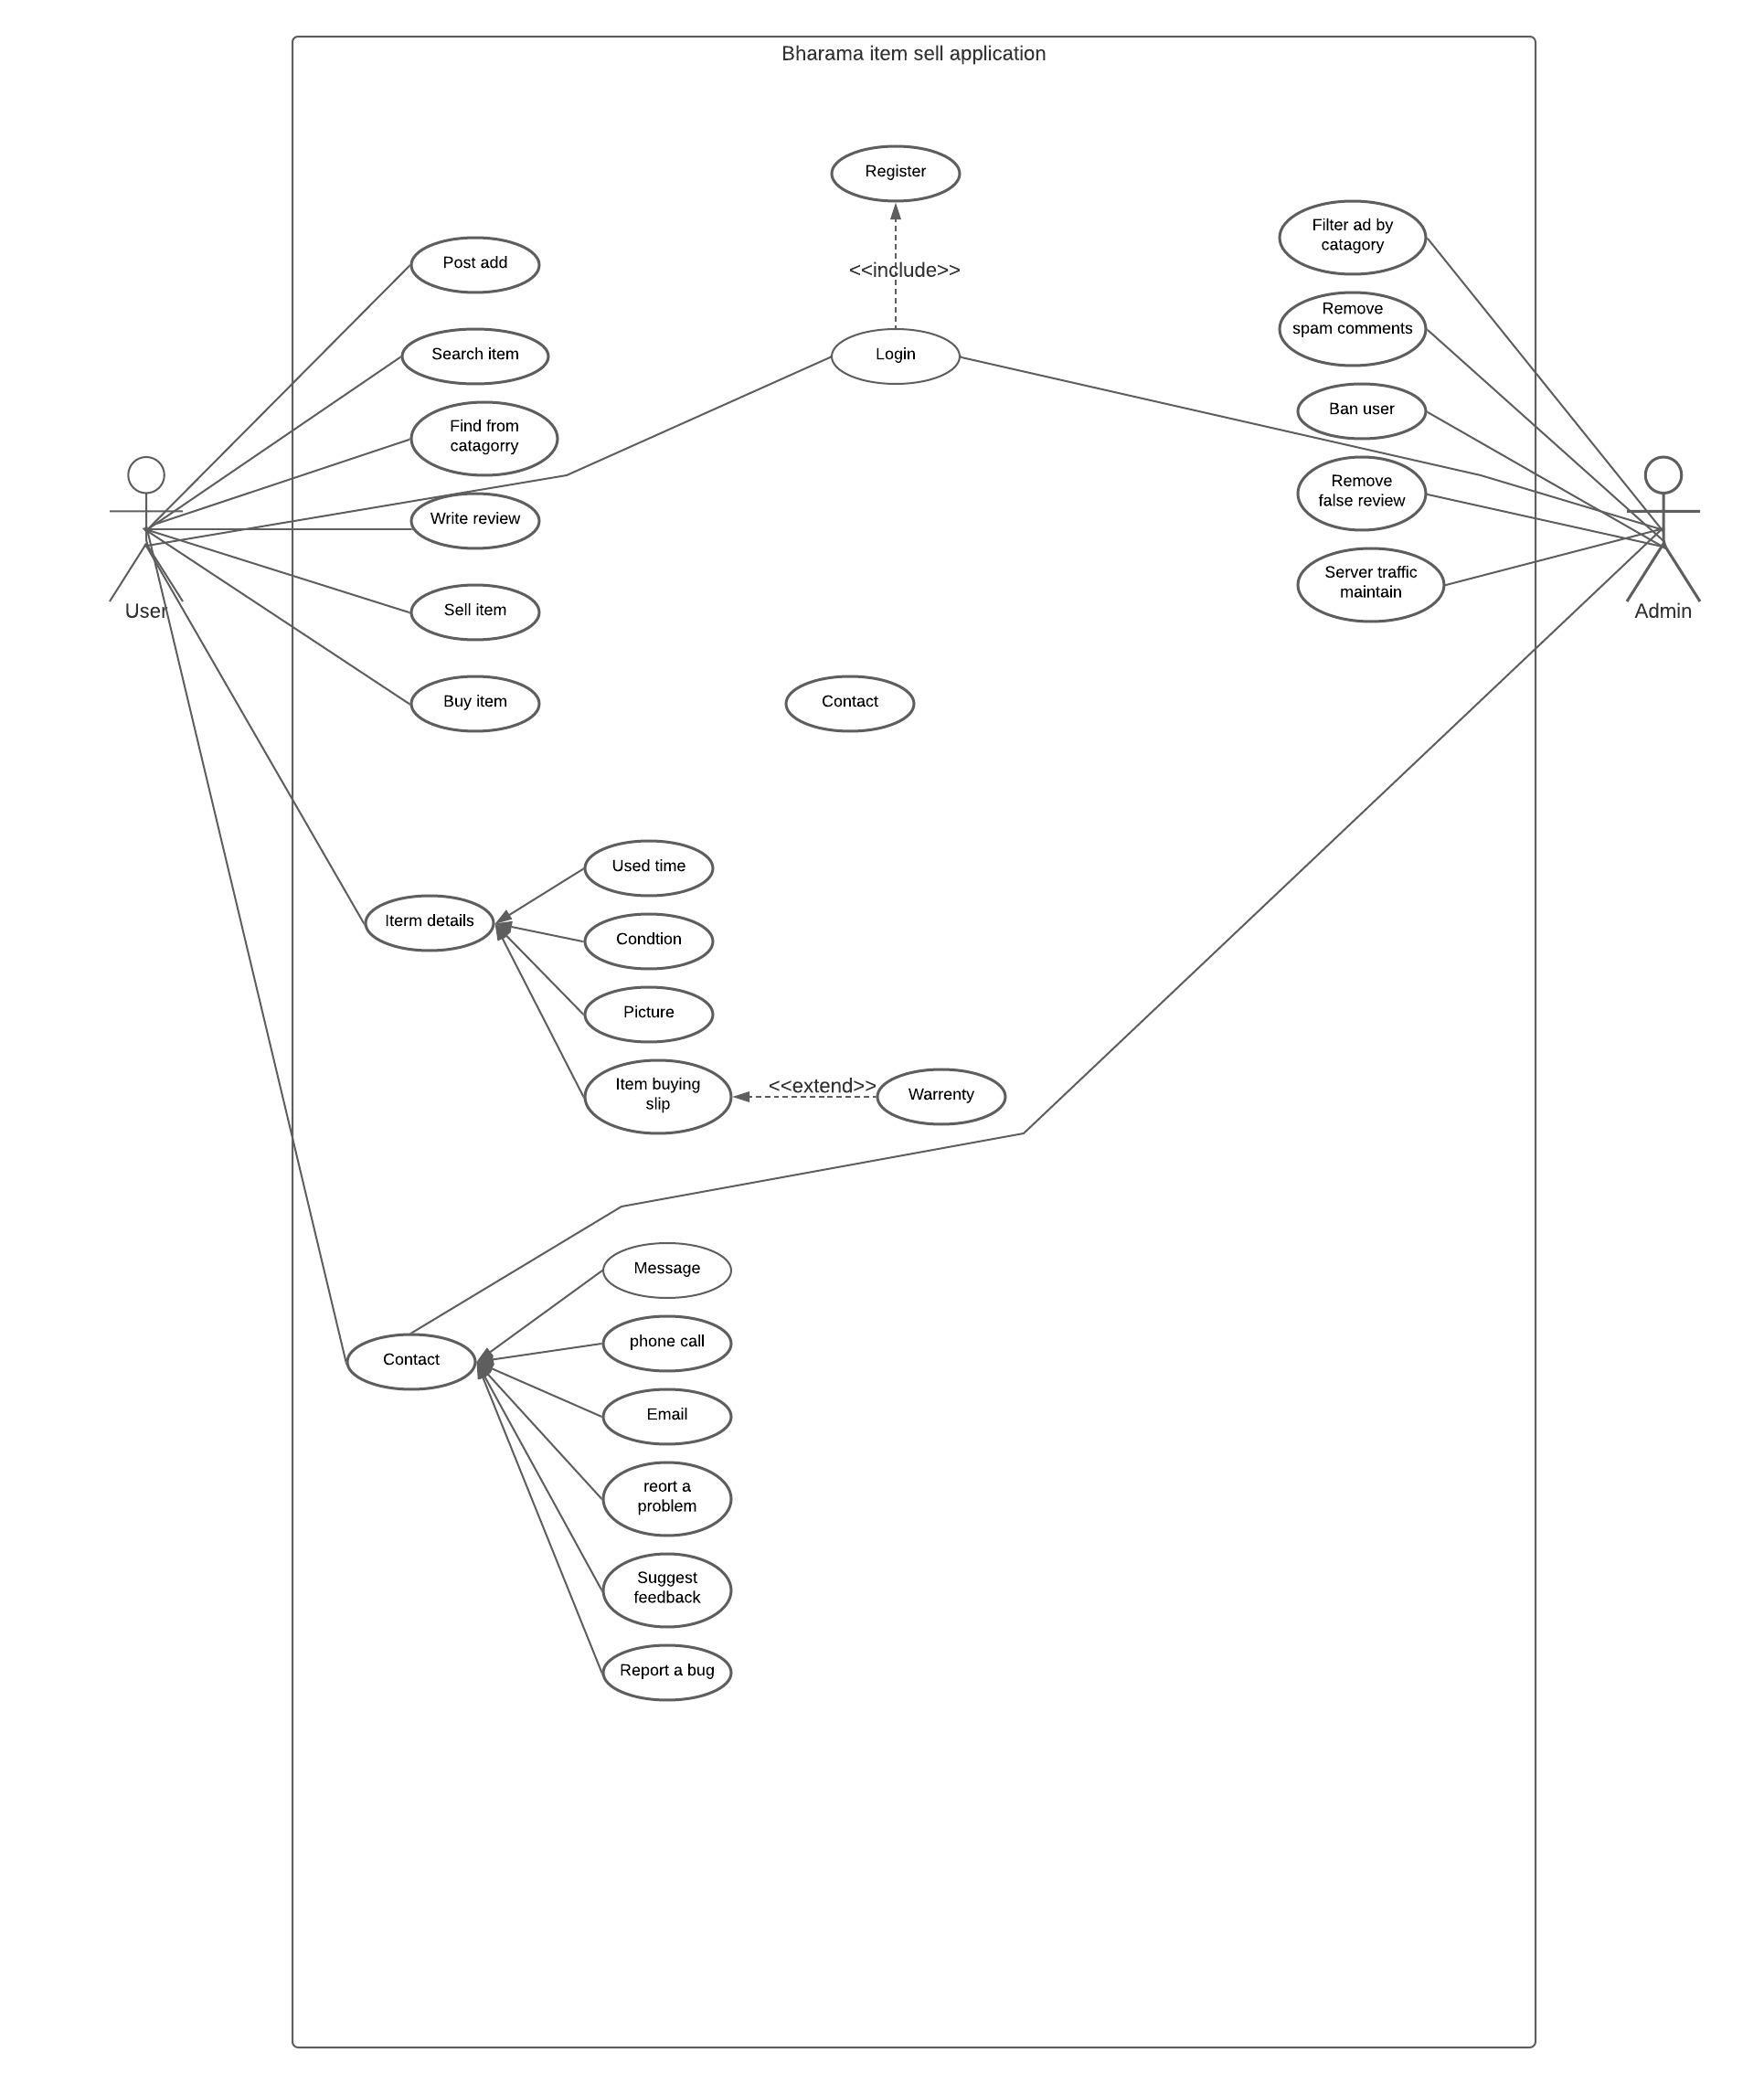 Bharama item sell application
Register
Filter ad by
catagory
Post add
<<include>>
Remove
spam comments
Search item
Login
Ban user
Find from
catagorry
Remove
false review
Write review
Server traffic
maintain
User
Sell item
Admin
Buy item
Contact
Used time
Iterm details
Condtion
Picture
Item buying
slip
<<extend>>
Warrenty
Message
phone call
Contact
Email
reort a
problem
Suggest
feedback
Report a bug